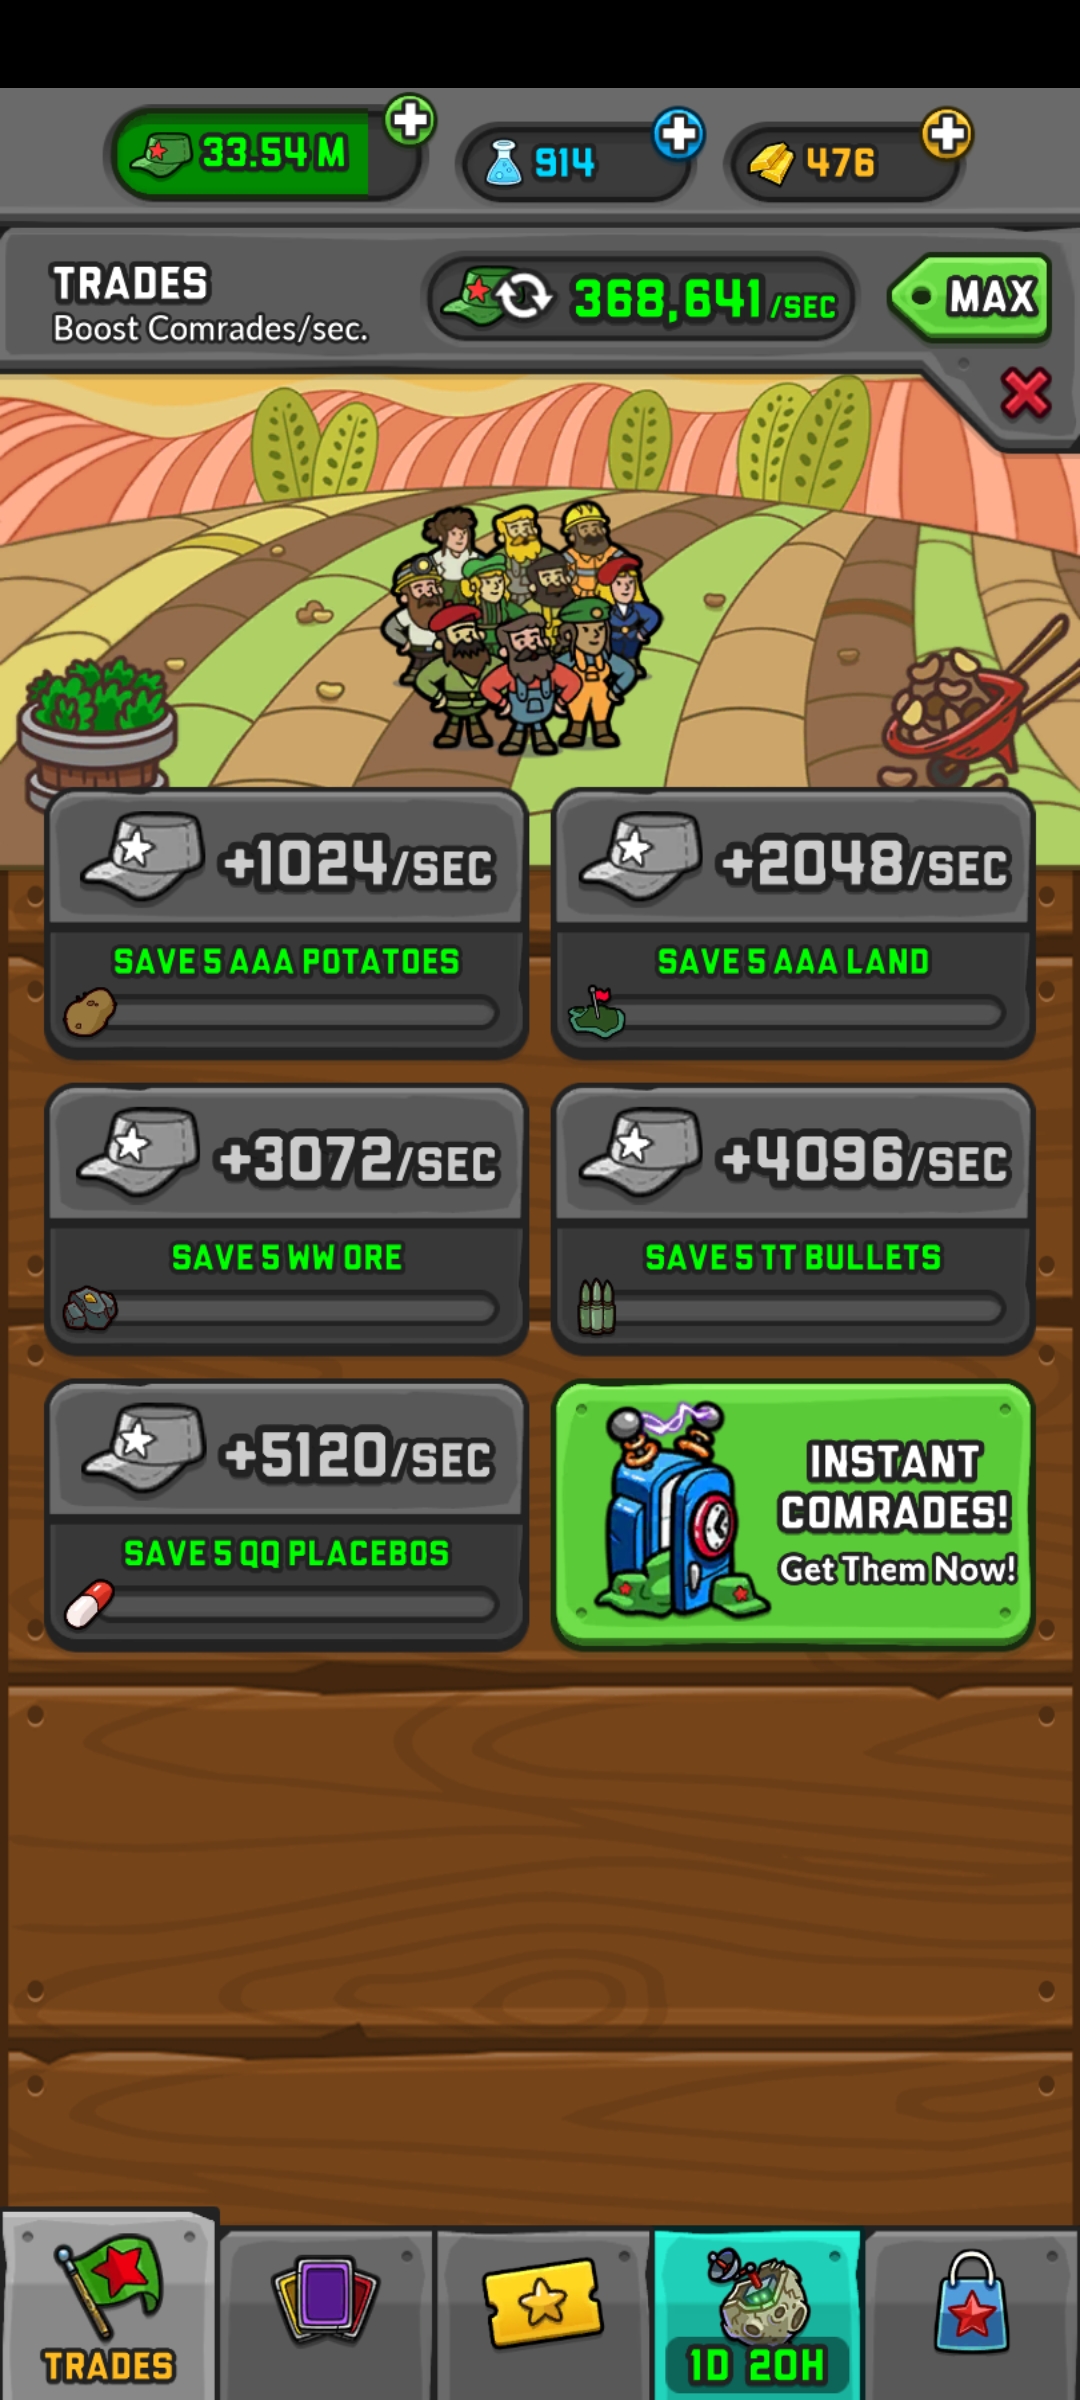 33.54 M
914
476
TRADES
Boost Comrades/sec.
368,641 /SEC
MAX
+1024/SEC
SAVE 5 AAA POTATOES
+2048/SEC
SAVE 5 AAA LAND
+3072/SEC
SAVE 5 WW ORE
+4096/SEC
SAVE 5 TT BULLETS
+5120/SEC
SAVE 5 QQ PLACEBOS
INSTANT
COMRADES!
Get Them Now!
TRADES
1D 20H